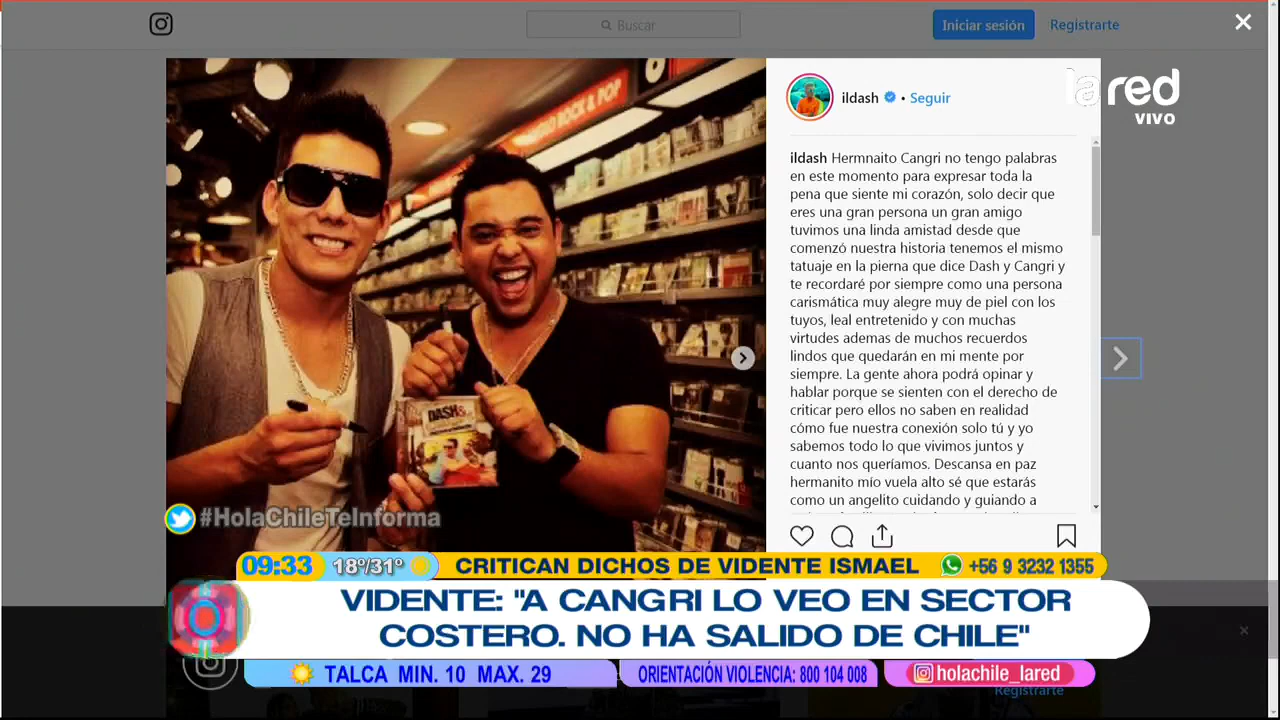 Buscar
Iniciar sesión
Registrarte
la red
vivo
ROCK & POP
ildash • Seguir
ildash Hermnaito Cangri no tengo palabras
en este momento para expresar toda la
pena que siente mi corazón, solo decir que
eres una gran persona un gran amigo
tuvimos una linda amistad desde que
comenzó nuestra historia tenemos el mismo
tatuaje en la pierna que dice Dash y Cangri y
te recordaré por siempre como una persona
carismática muy alegre muy de piel con los
tuyos, leal entretenido y con muchas
virtudes ademas de muchos recuerdos
lindos que quedarán en mi mente por
siempre. La gente ahora podrá opinar y
hablar porque se sienten con el derecho de
criticar pero ellos no saben en realidad
cómo fue nuestra conexión solo tú y yo
sabemos todo lo que vivimos juntos y
cuanto nos queríamos. Descansa en paz
hermanito mío vuela alto sé que estarás
como un angelito cuidando y guiando a
DASH&
#HolaChileTeInforma
09:33 18°/31° CRITICAN DICHOS DE VIDENTE ISMAEL +56 9 3232 1355
VIDENTE: "A CANGRI LO VEO EN SECTOR
COSTERO. NO HA SALIDO DE CHILE"
TALCA MIN. 10 MAX. 29 ORIENTACIÓN VIOLENCIA: 800 104 008 holachile_lared
Registrarte